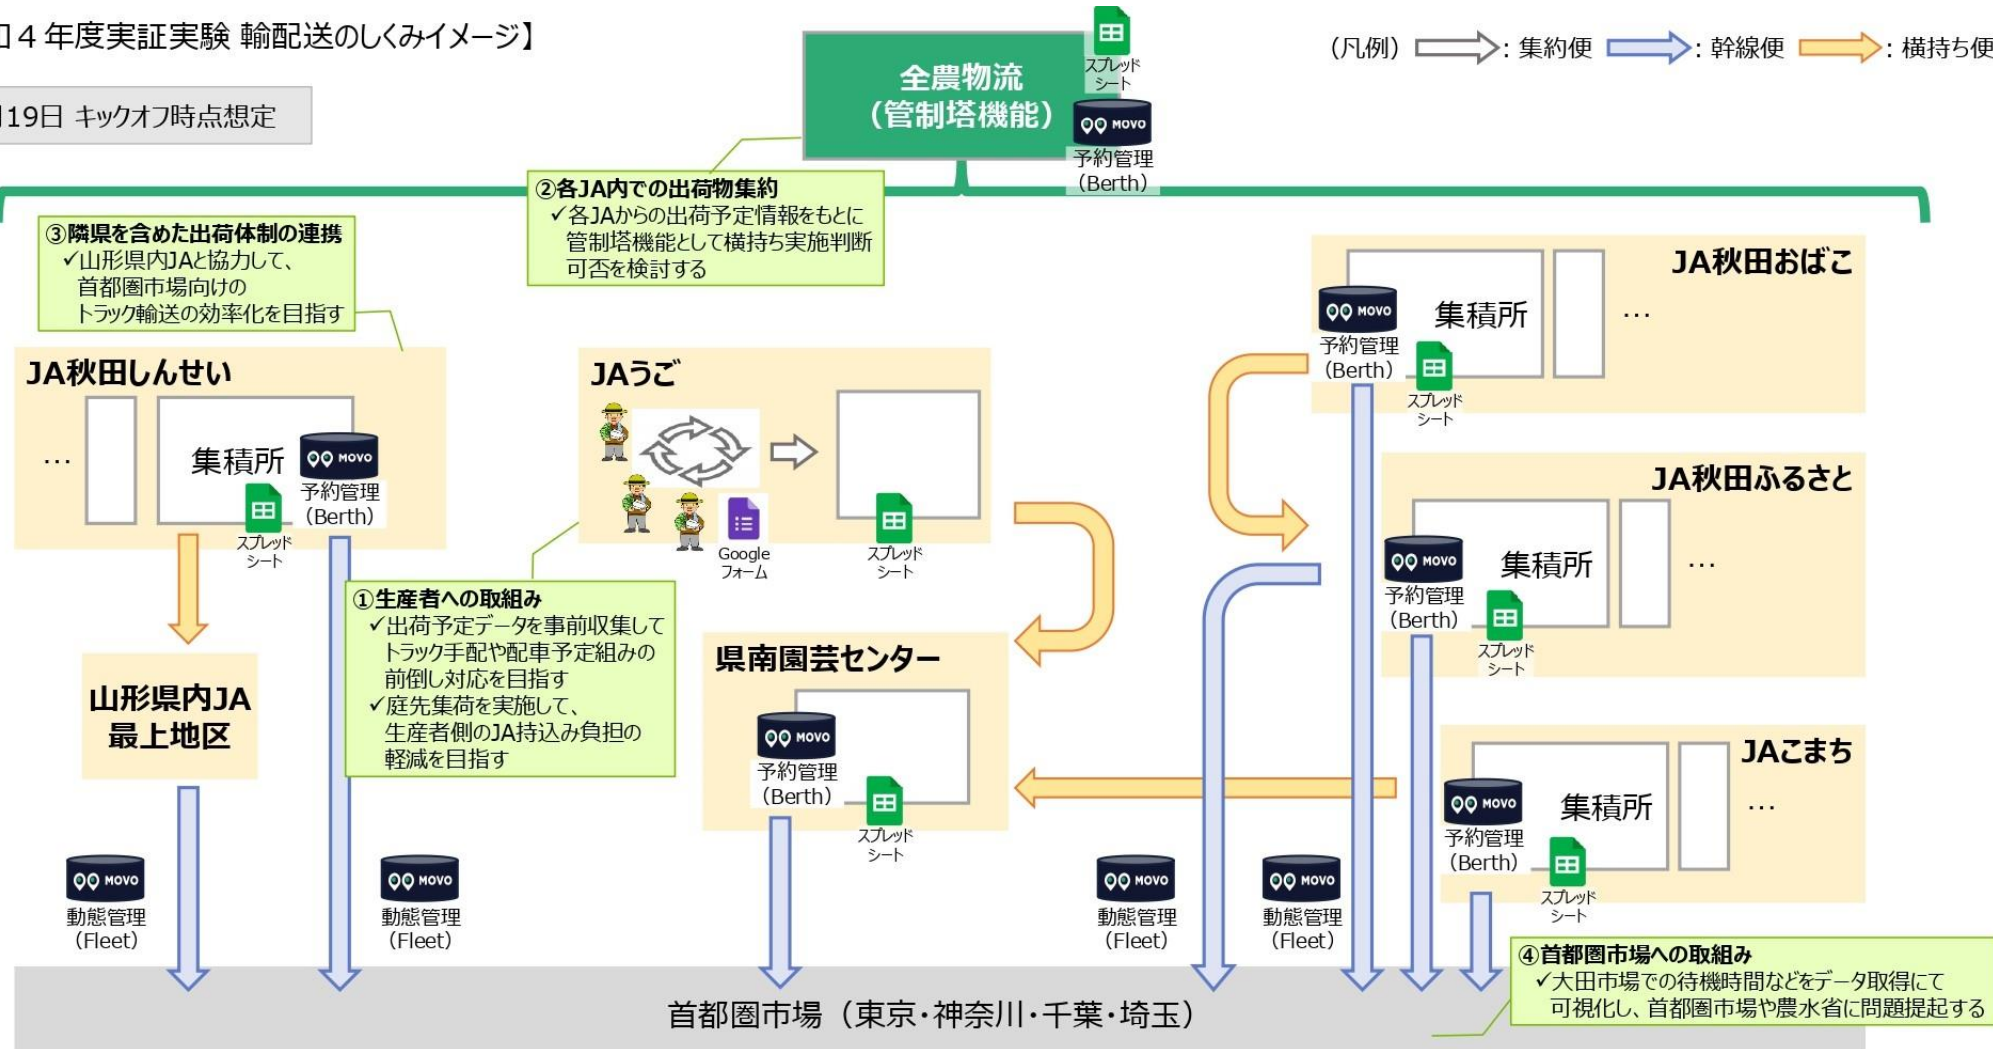 ４年度実証実験 輸配送のしくみイメージ】
19日 キックオフ時点想定
(凡例)
: 集約便
: 幹線便
: 横持ち便
全農物流
（管制塔機能）
スプレッド
シート
MOVO
予約管理
（Berth）
②各JA内での出荷物集約
✓各JAからの出荷予定情報をもとに
管制塔機能として横持ち実施判断
可否を検討する
③隣県を含めた出荷体制の連携
✓山形県内JAと協力して、
首都圏市場向けの
トラック輸送の効率化を目指す
JA秋田しんせい
…
集積所
MOVO
予約管理
（Berth）
スプレッド
シート
山形県内JA
最上地区
MOVO
動態管理
（Fleet）
MOVO
動態管理
（Fleet）
JAうご
Google
フォーム
スプレッド
シート
①生産者への取組み
✓出荷予定データを事前収集して
トラック手配や配車予定組みの
前倒し対応を目指す
✓庭先集荷を実施して、
生産者側のJA持込み負担の
軽減を目指す
県南園芸センター
MOVO
予約管理
（Berth）
スプレッド
シート
JA秋田おばこ
集積所
…
MOVO
予約管理
（Berth）
スプレッド
シート
JA秋田ふるさと
集積所
…
MOVO
予約管理
（Berth）
スプレッド
シート
JAこまち
集積所
…
MOVO
予約管理
（Berth）
スプレッド
シート
MOVO
動態管理
（Fleet）
MOVO
動態管理
（Fleet）
④首都圏市場への取組み
✓大田市場での待機時間などをデータ取得にて
可視化し、首都圏市場や農水省に問題提起する
首都圏市場（東京・神奈川・千葉・埼玉）